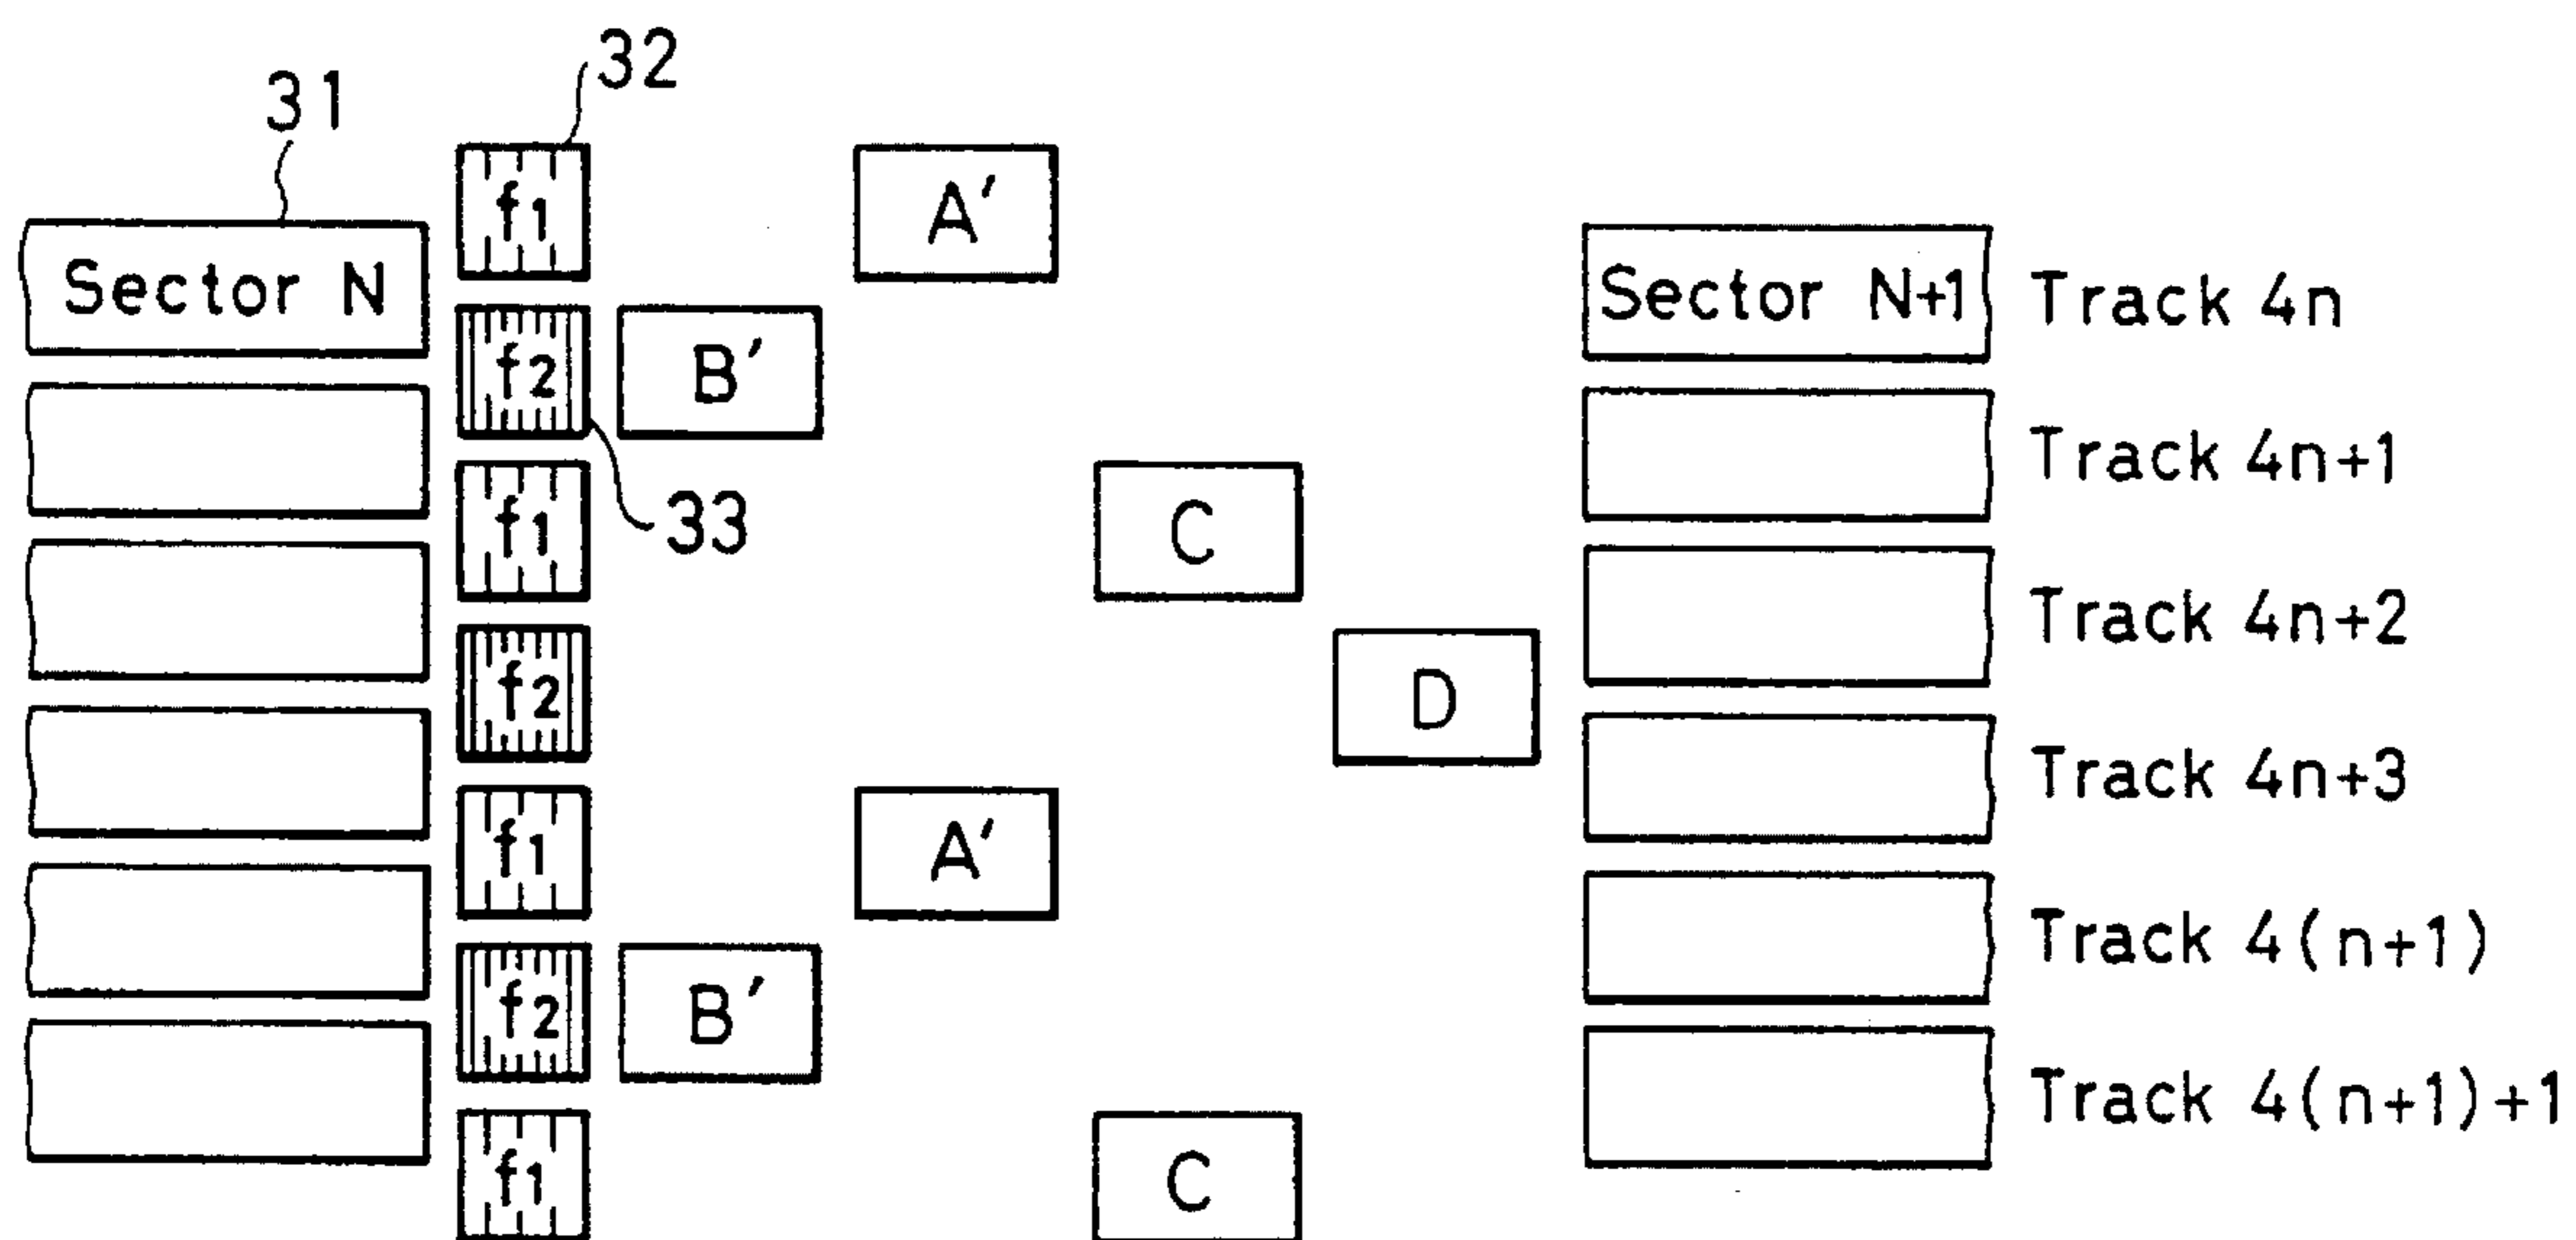 32
31
f1 A'
Sector N Sector N+1 Track 4n
f2 B'
Track 4n+1
f1 33 C
Track 4n+2
f2 D
Track 4n+3
f1 A'
Track 4(n+1)
f2 B'
Track 4(n+1)+1
f1 C